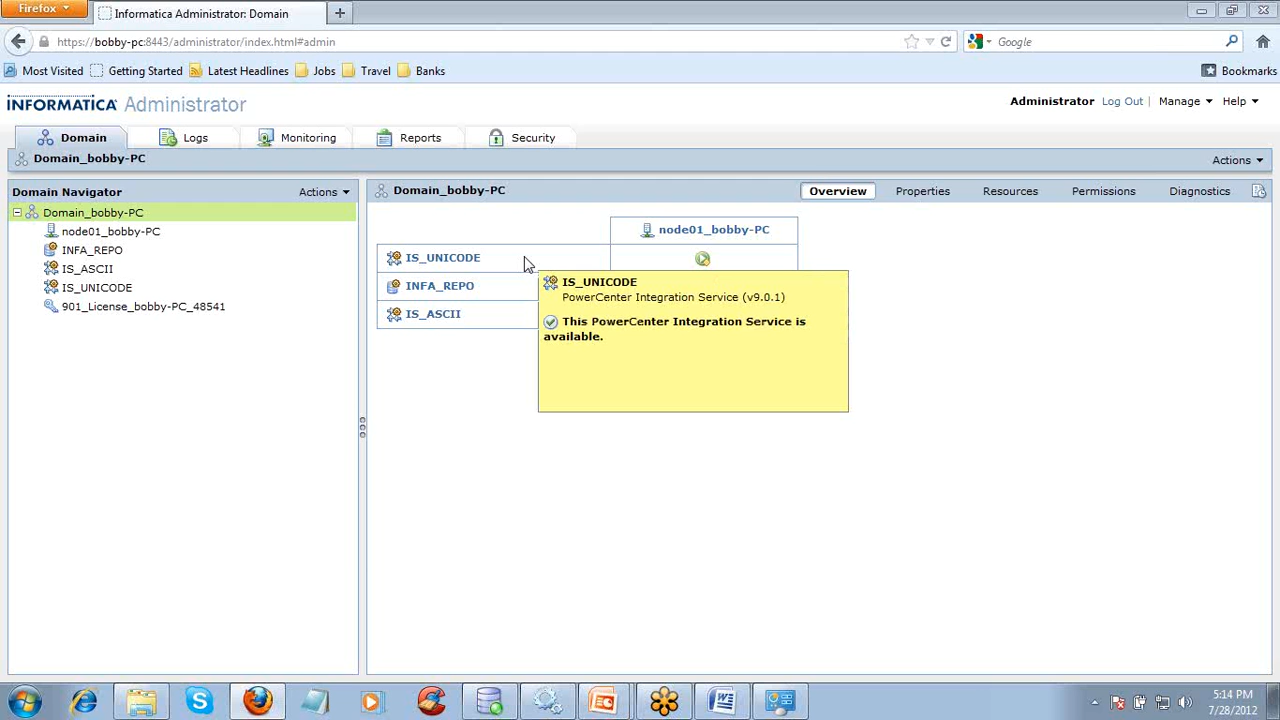 Firefox
Informatica Administrator: Domain
https://bobby-pc:8443/administrator/index.html#admin
Google
Most Visited
Getting Started
Latest Headlines
Jobs
Travel
Banks
Bookmarks
INFORMATICA Administrator
Administrator
Log Out
Manage
Help
Domain
Logs
Monitoring
Reports
Security
Domain_bobby-PC
Actions
Domain Navigator
Actions
Domain_bobby-PC
Overview
Properties
Resources
Permissions
Diagnostics
Domain_bobby-PC
node01_bobby-PC
INFA_REPO
IS_ASCII
IS_UNICODE
901_License_bobby-PC_48541
node01_bobby-PC
IS_UNICODE
INFA_REPO
IS_ASCII
IS_UNICODE
PowerCenter Integration Service (v9.0.1)
This PowerCenter Integration Service is
available.
5:14 PM
7/28/2012